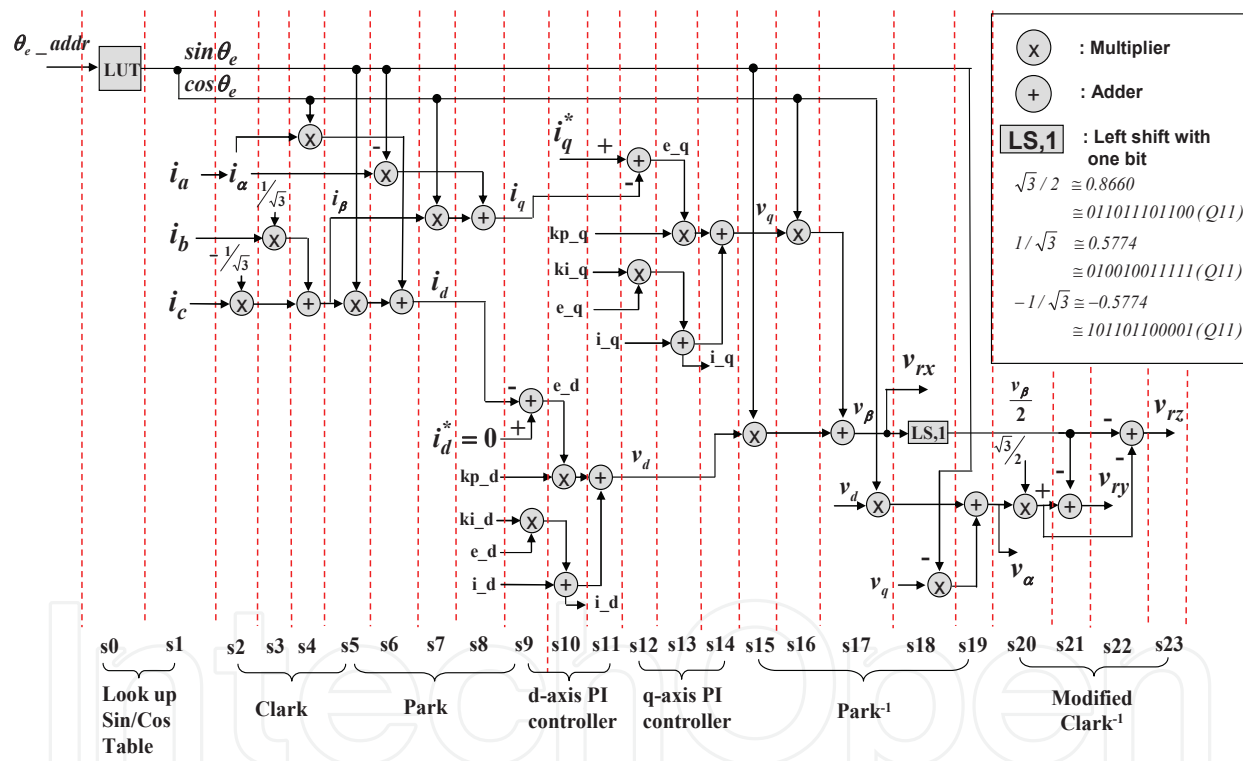 θe_addr
LUT
sinθe
cosθe
x
ia
iα
-
x
1/√3
ib
x
-1/√3
ic
x
+
iβ
x
+
iq
x
+
id
iq*
+
+
-
e_q
kp_q
x
+
vq
x
ki_q
x
e_q
i_q
+
i_q
-
+
+
e_d
id* = 0
kp_d
x
+
vd
ki_d
x
e_d
i_d
+
i_d
x
+
vβ
vrx
LS,1
vβ/2
-
+
vrz
-
√3/2
vd
x
+
x
+
-
+
vry
-
vq
x
vα
x : Multiplier
+ : Adder
LS,1 : Left shift with
one bit
√3/2 ≅ 0.8660
≅ 011011101100 (Q11)
1/√3 ≅ 0.5774
≅ 010010011111 (Q11)
-1/√3 ≅ -0.5774
≅ 101101100001 (Q11)
s0 s1 s2 s3 s4 s5 s6 s7 s8 s9 s10 s11 s12 s13 s14 s15 s16 s17 s18 s19 s20 s21 s22 s23
Look up
Sin/Cos
Table
Clark
Park
d-axis PI
controller
q-axis PI
controller
Park-1
Modified
Clark-1
IntechOpen